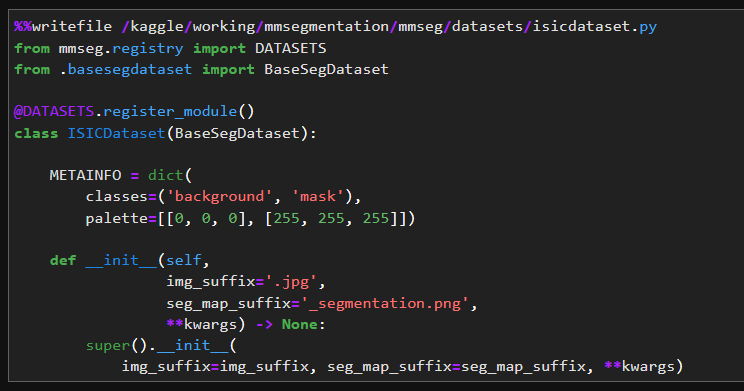 %%writefile /kaggle/working/mmsegmentation/mmseg/datasets/isicdataset.py
from mmseg.registry import DATASETS
from .basesegdataset import BaseSegDataset

@DATASETS.register_module()
class ISICDataset(BaseSegDataset):

    METAINFO = dict(
        classes=('background', 'mask'),
        palette=[[0, 0, 0], [255, 255, 255]])

    def __init__(self,
                 img_suffix='.jpg',
                 seg_map_suffix='_segmentation.png',
                 **kwargs) -> None:
        super().__init__(
            img_suffix=img_suffix, seg_map_suffix=seg_map_suffix, **kwargs)